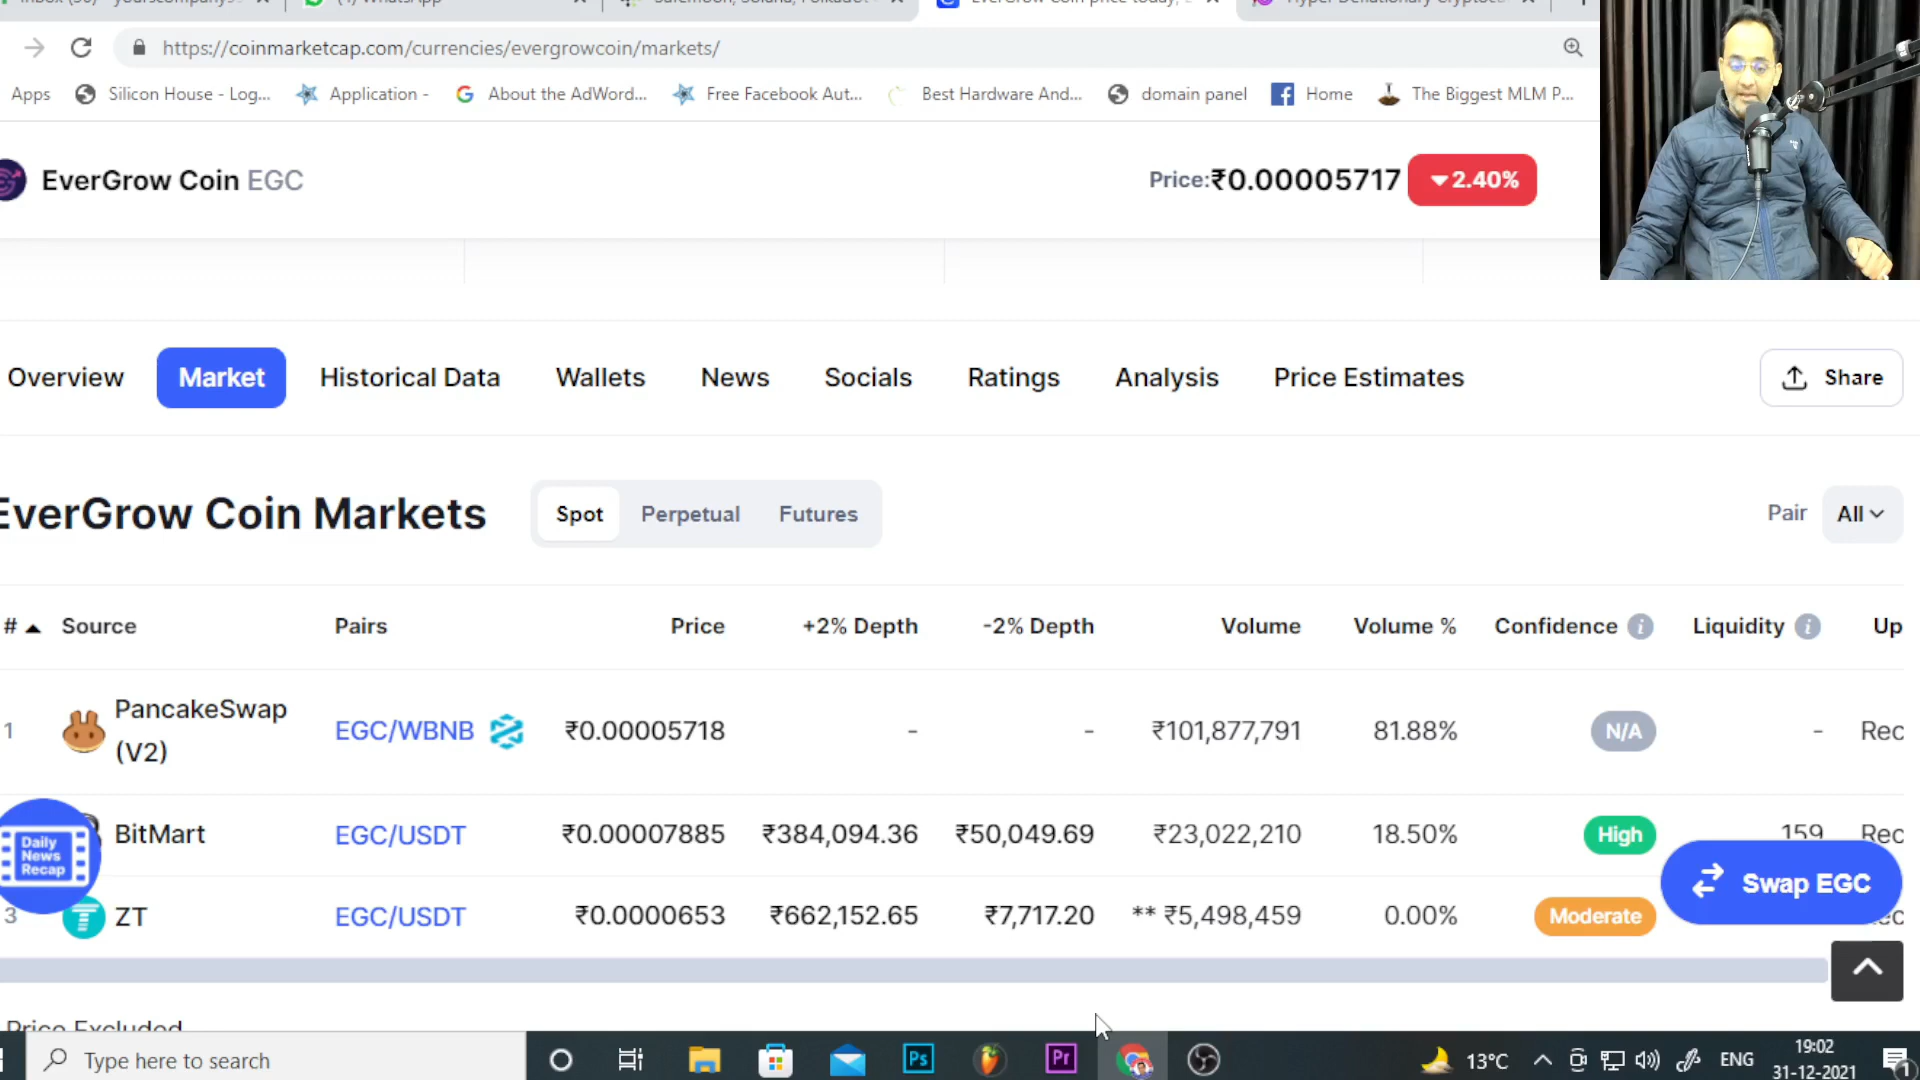 https://coinmarketcap.com/currencies/evergrowcoin/markets/
Apps Silicon House - Log... Application - About the AdWord... Free Facebook Aut... Best Hardware And... domain panel Home The Biggest MLM P...
EverGrow Coin EGC Price:₹0.00005717 2.40%
Overview Market Historical Data Wallets News Socials Ratings Analysis Price Estimates Share
EverGrow Coin Markets Spot Perpetual Futures Pair All
# Source Pairs Price +2% Depth -2% Depth Volume Volume % Confidence Liquidity Up
1 PancakeSwap (V2) EGC/WBNB ₹0.00005718 - - ₹101,877,791 81.88% N/A - Rec
BitMart EGC/USDT ₹0.00007885 ₹384,094.36 ₹50,049.69 ₹23,022,210 18.50% High 159 Rec
Daily
News
Recap
Swap EGC
3 ZT EGC/USDT ₹0.0000653 ₹662,152.65 ₹7,717.20 ** ₹5,498,459 0.00% Moderate
Price Excluded
Type here to search Ps Pr 13°C ENG 19:02
31-12-2021 1